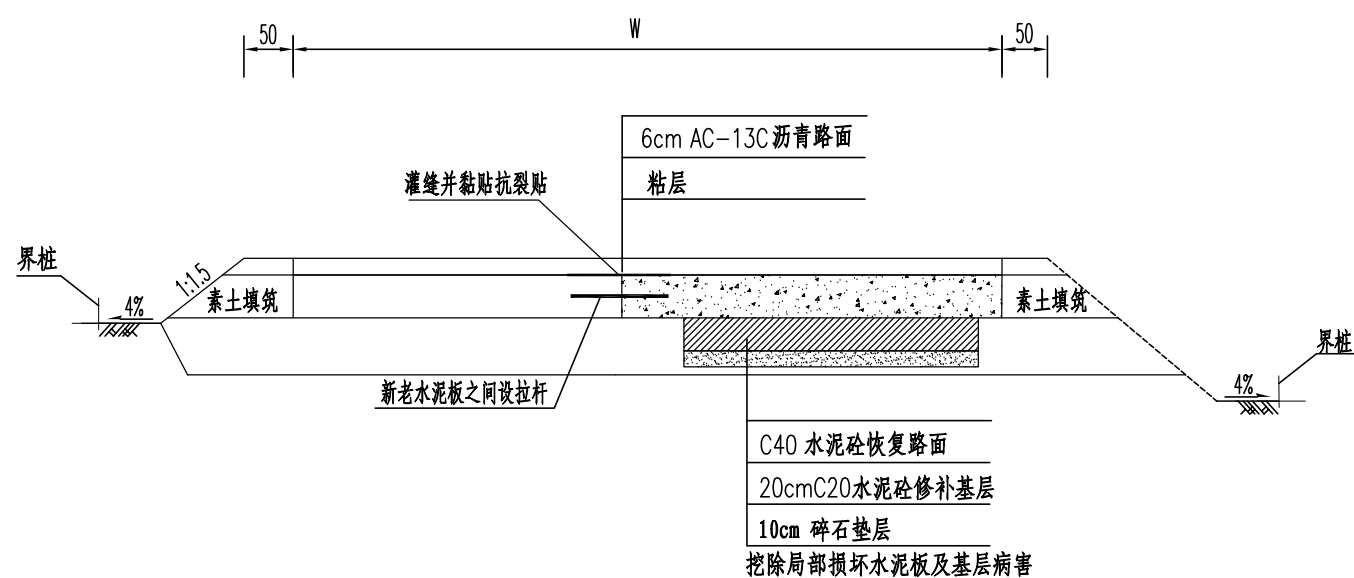 50
W
50
6cm AC-13C沥青路面
灌缝并黏贴抗裂贴
粘层
界桩
1:1.5
4%
素土填筑
素土填筑
界桩
新老水泥板之间设拉杆
4%
C40 水泥砼恢复路面
20cmC20水泥砼修补基层
10cm 碎石垫层
挖除局部损坏水泥板及基层病害